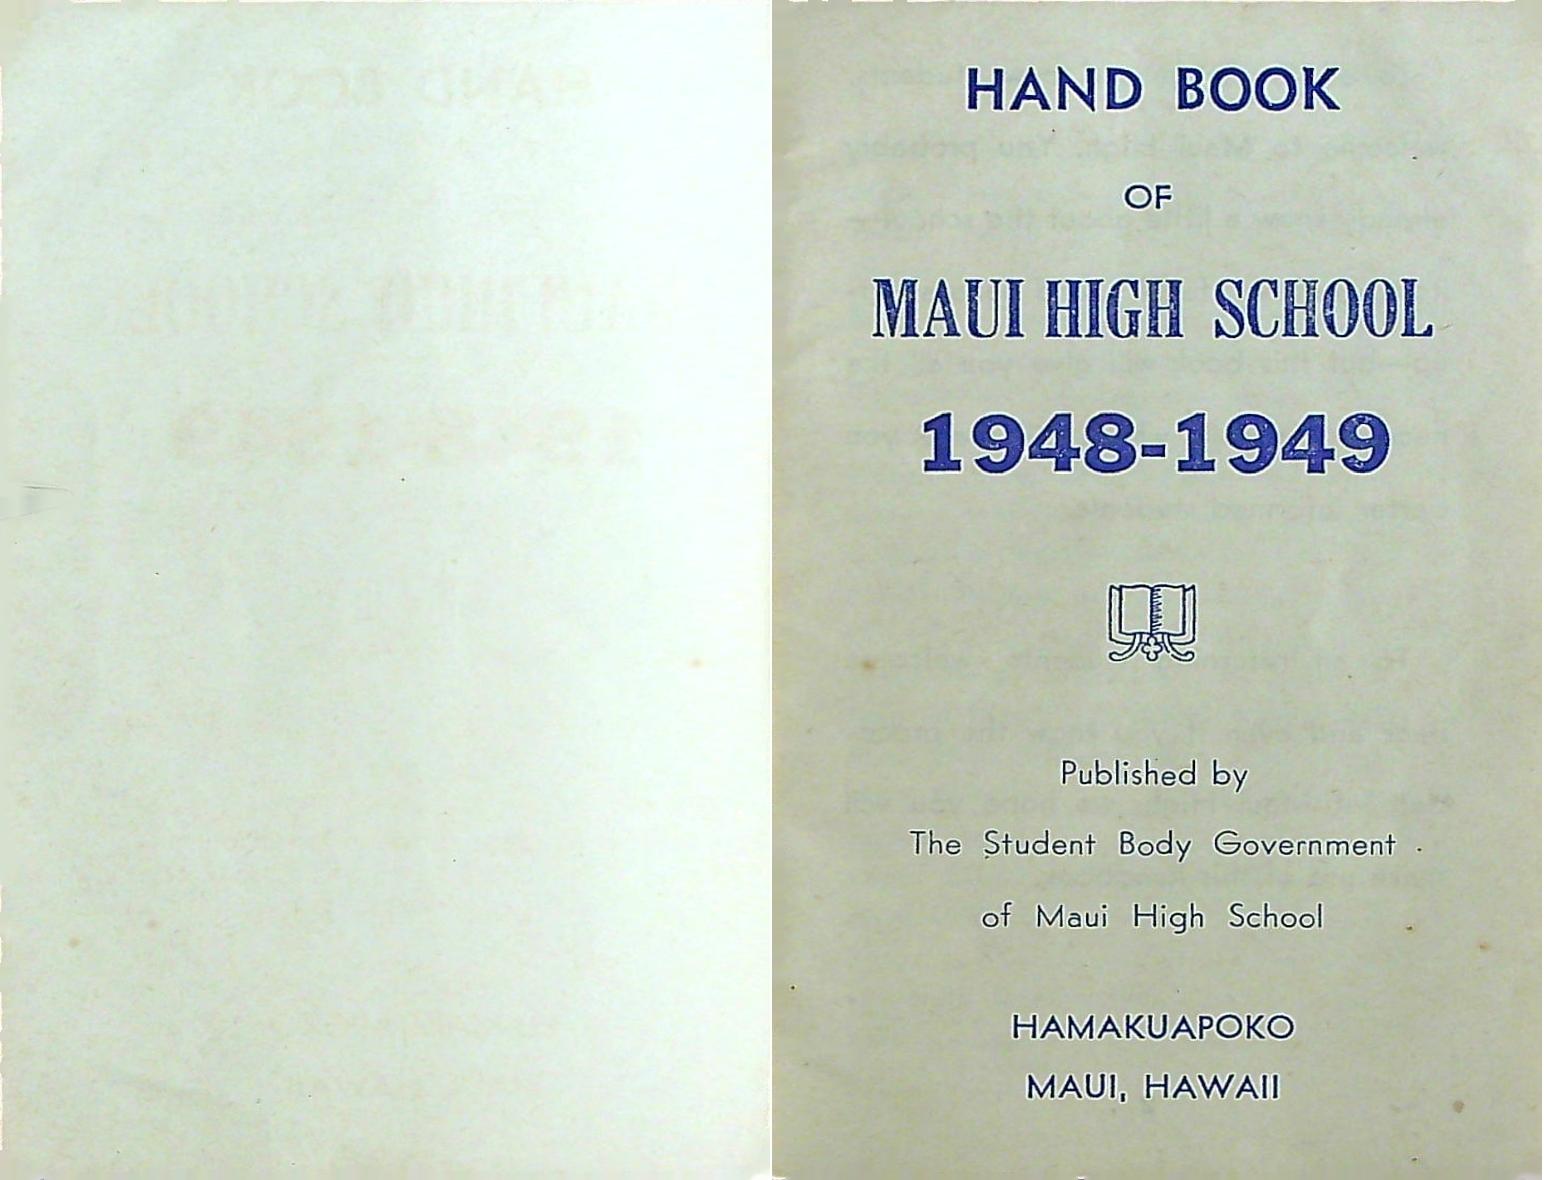 HAND BOOK
OF
MAUI HIGH SCHOOL
1948-1949
Published by
The Student Body Government
of Maui High School
HAMAKUAPOKO
MAUI, HAWAII